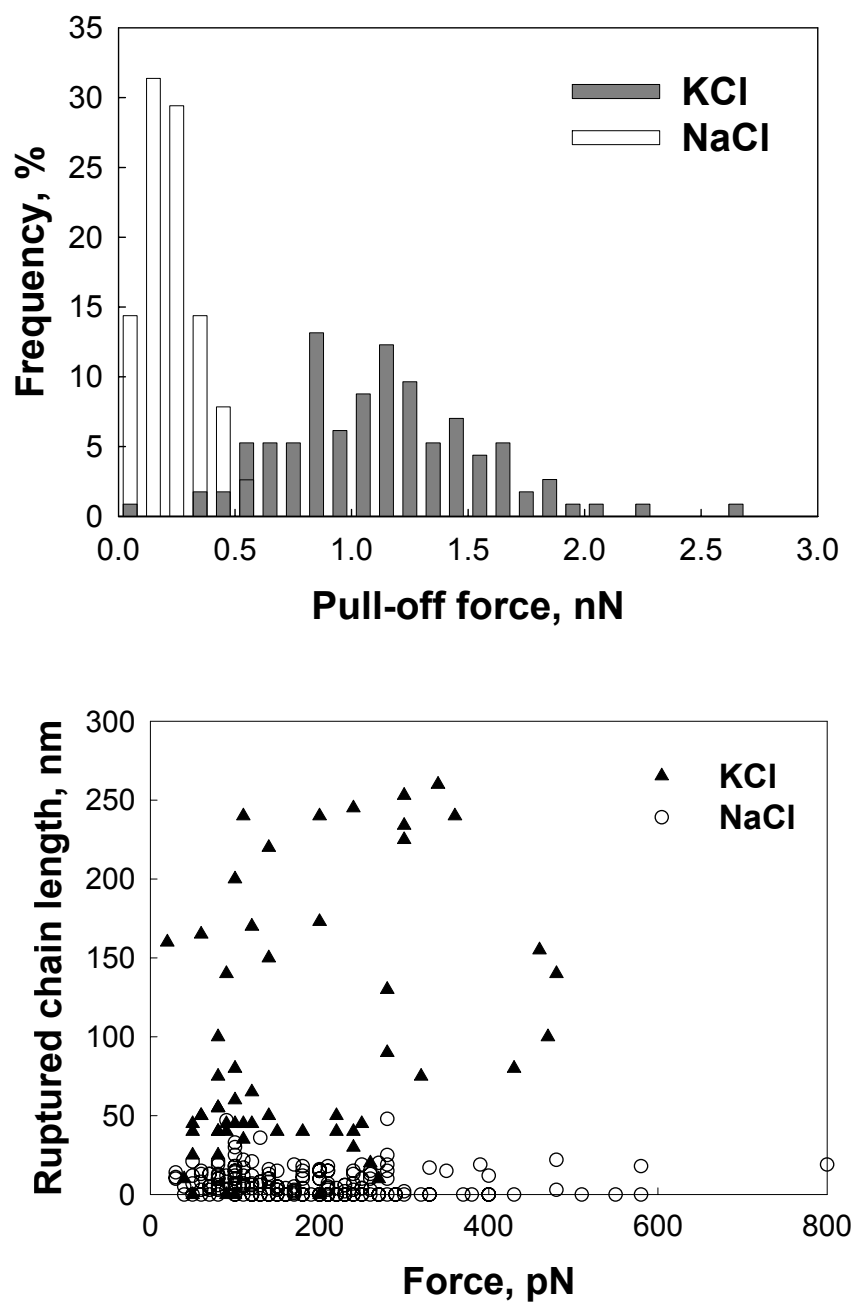 35
30
25
20
15
10
5
0
Frequency, %
KCl
NaCl
0.0 0.5 1.0 1.5 2.0 2.5 3.0
Pull-off force, nN
300
250
200
150
100
50
0
Ruptured chain length, nm
KCl
NaCl
0 200 400 600 800
Force, pN